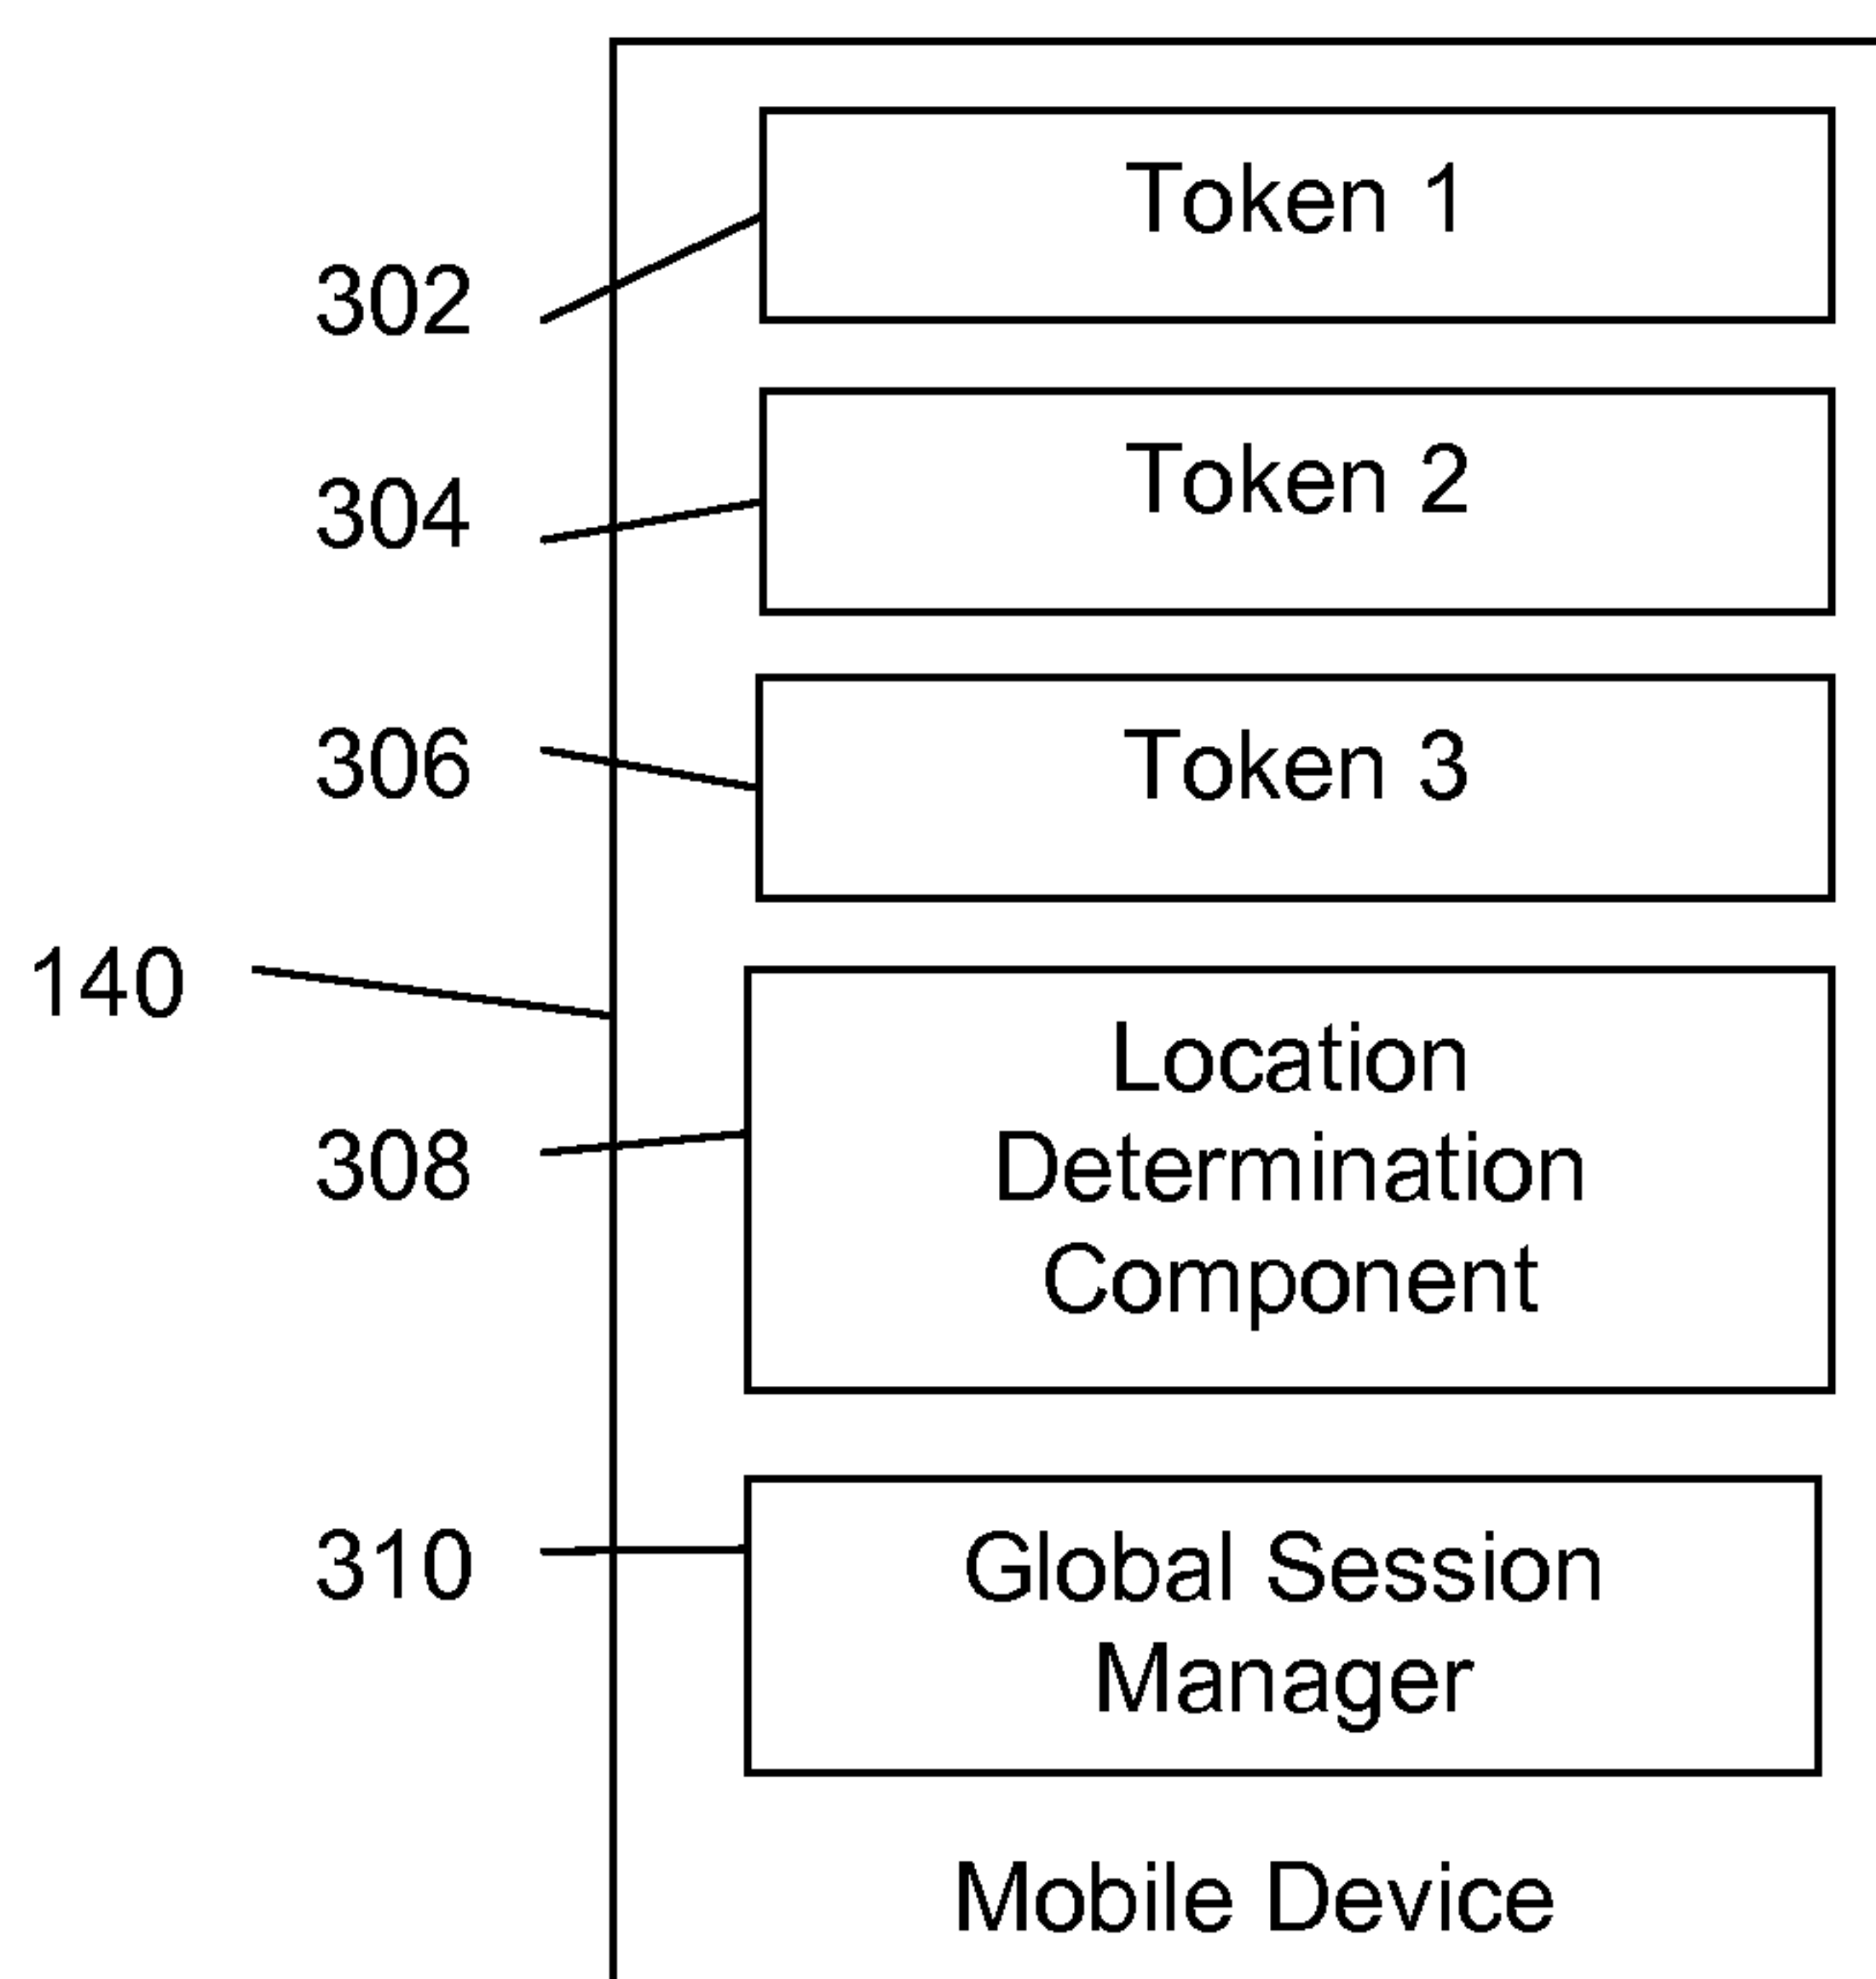 Token 1
302
Token 2
304
Token 3
306
140
Location
Determination
Component
308
Global Session
Manager
310
Mobile Device